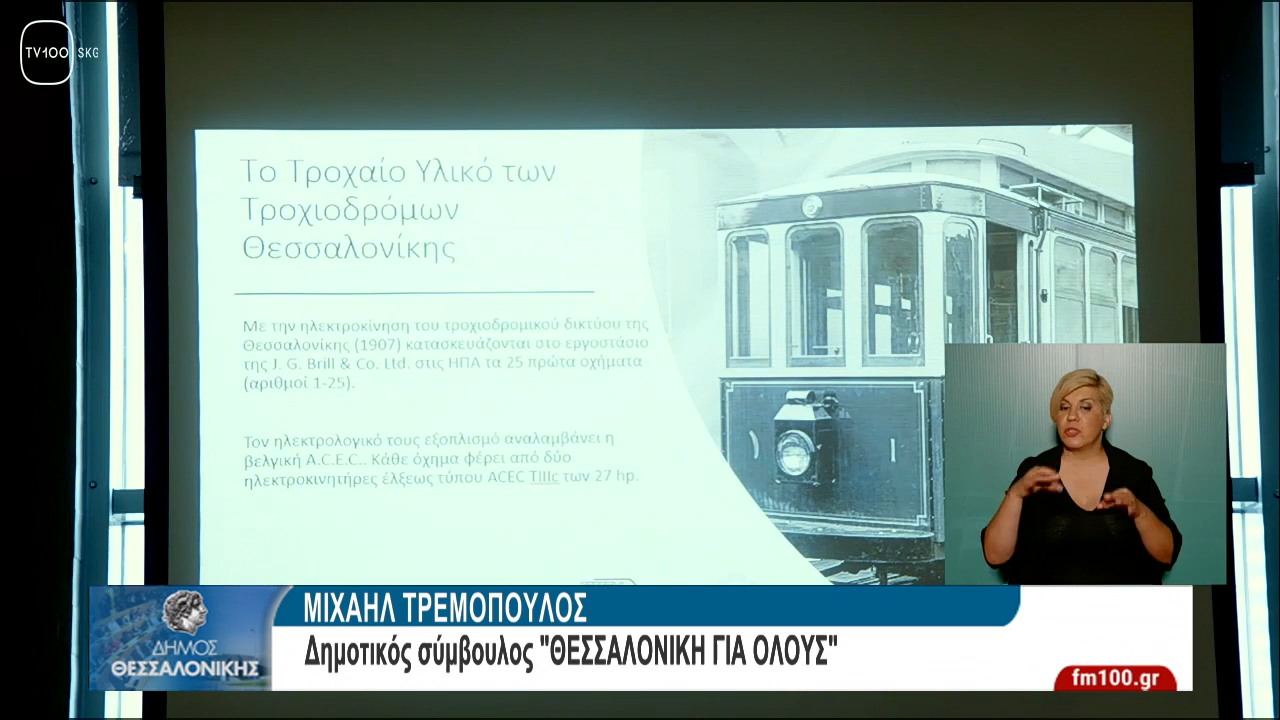 TV100 SKG
Το Τροχαίο Υλικό των
Τροχιοδρόμων
Θεσσαλονίκης
Με την ηλεκτροκίνηση του τροχιοδρομικού δικτύου της
Θεσσαλονίκης (1907) κατασκευάζονται στο εργοστάσιο
της J. G. Brill & Co. Ltd. στις ΗΠΑ τα 25 πρώτα οχήματα
(αριθμοί 1-25).
Τον ηλεκτρολογικό τους εξοπλισμό αναλαμβάνει η
βελγική A.C.E.C.. Κάθε όχημα φέρει από δύο
ηλεκτροκινητήρες έλξεως τύπου ACEC TIIIc των 27 hp.
ΜΙΧΑΗΛ ΤΡΕΜΟΠΟΥΛΟΣ
Δημοτικός σύμβουλος "ΘΕΣΣΑΛΟΝΙΚΗ ΓΙΑ ΟΛΟΥΣ"
ΔΗΜΟΣ
ΘΕΣΣΑΛΟΝΙΚΗΣ
fm100.gr